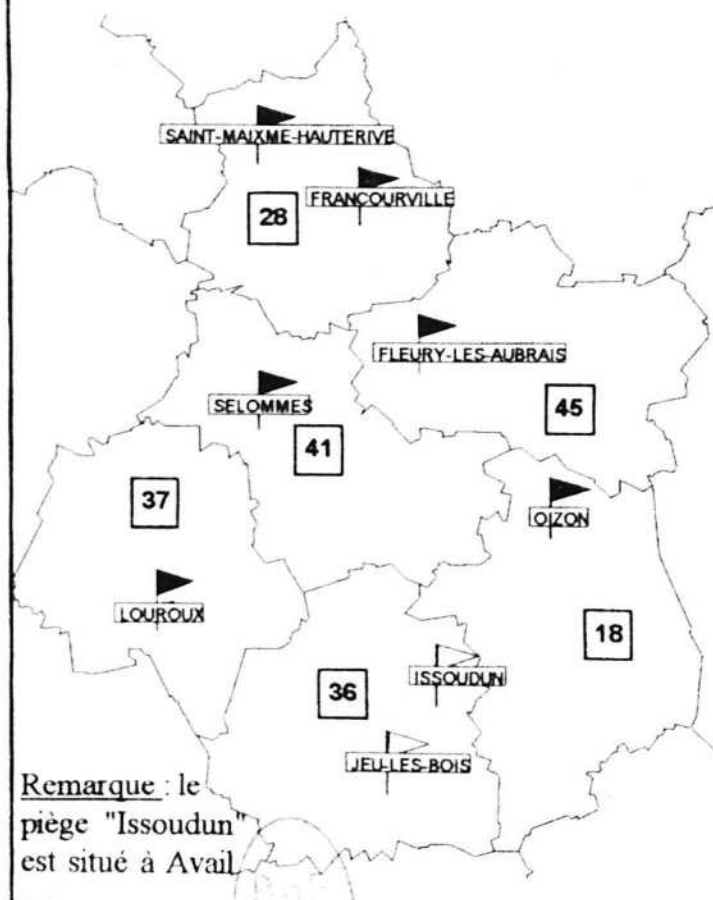 SAINT-MAIXME-HAUTERIVE
FRANCOURVILLE
28
FLEURY-LES-AUBRAIS
SELOMMES
45
41
37
OIZON
LOUROUX
18
ISSOUDUN
36
JEU-LES-BOIS
Remarque : le
piège "Issoudun"
est situé à Avail